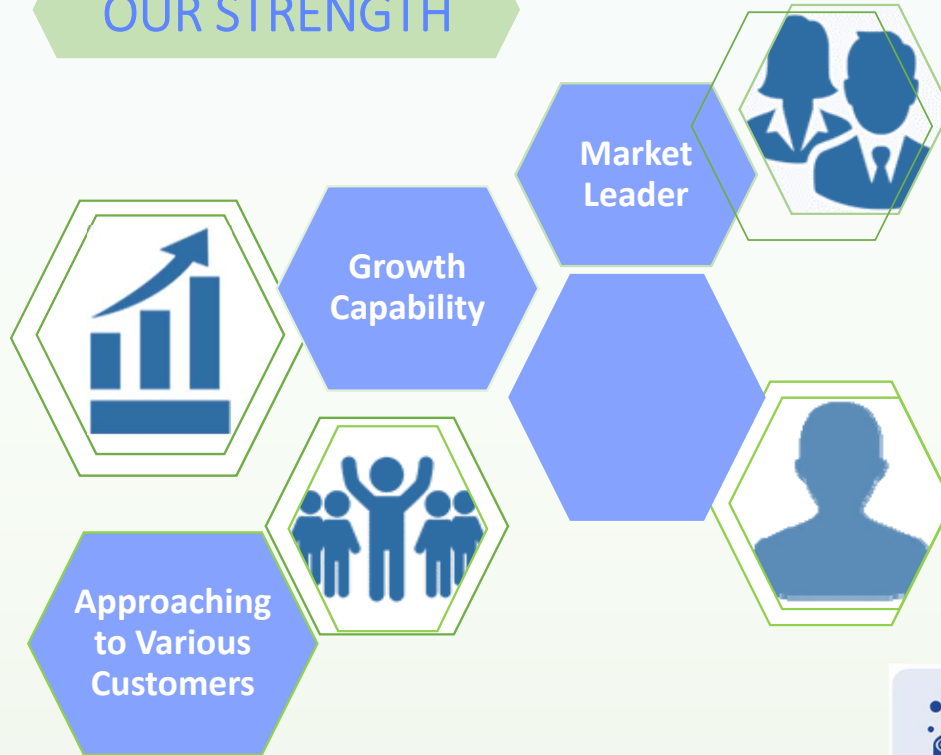 OUR STRENGTH
Market
Leader
Growth
Capability
Approaching
to Various
Customers